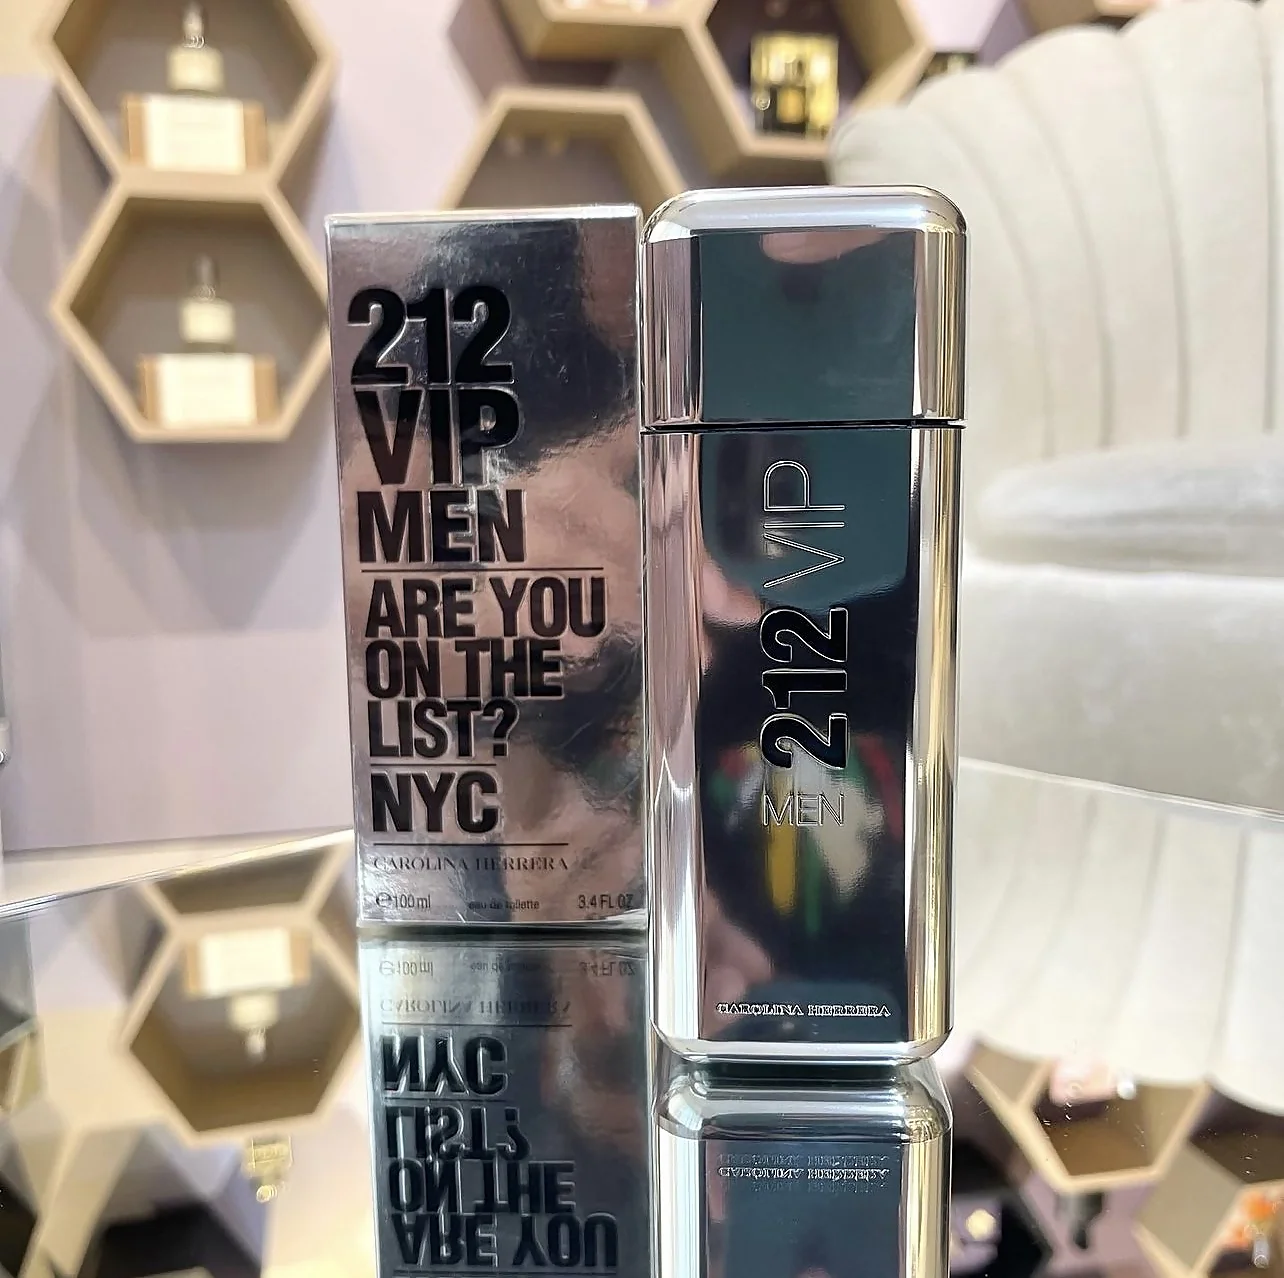 212
VIP
MEN
ARE YOU
ON THE
LIST?
NYC
CAROLINA HERRERA
℮100 ml eau de toilette 3.4 FL OZ
212 VIP
MEN
CAROLINA HERRERA